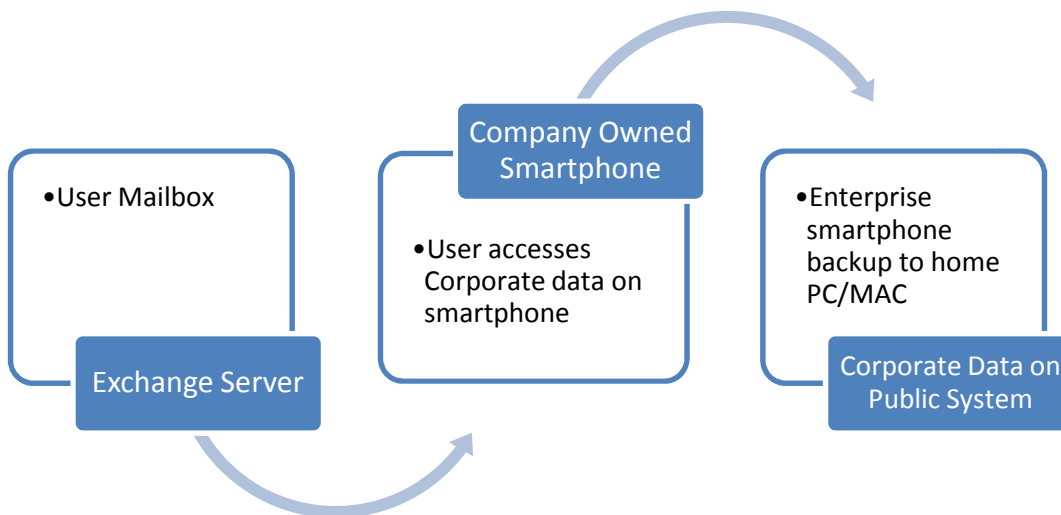 •User Mailbox
Exchange Server
Company Owned
Smartphone
•User accesses
Corporate data on
smartphone
•Enterprise
smartphone
backup to home
PC/MAC
Corporate Data on
Public System